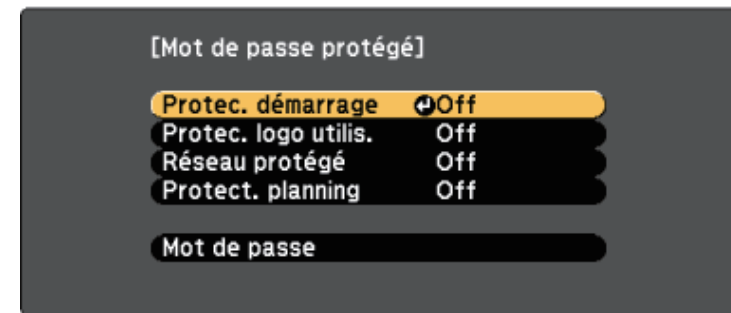 [Mot de passe protégé]
Protec. démarrage Off
Protec. logo utilis. Off
Réseau protégé Off
Protect. planning Off
Mot de passe